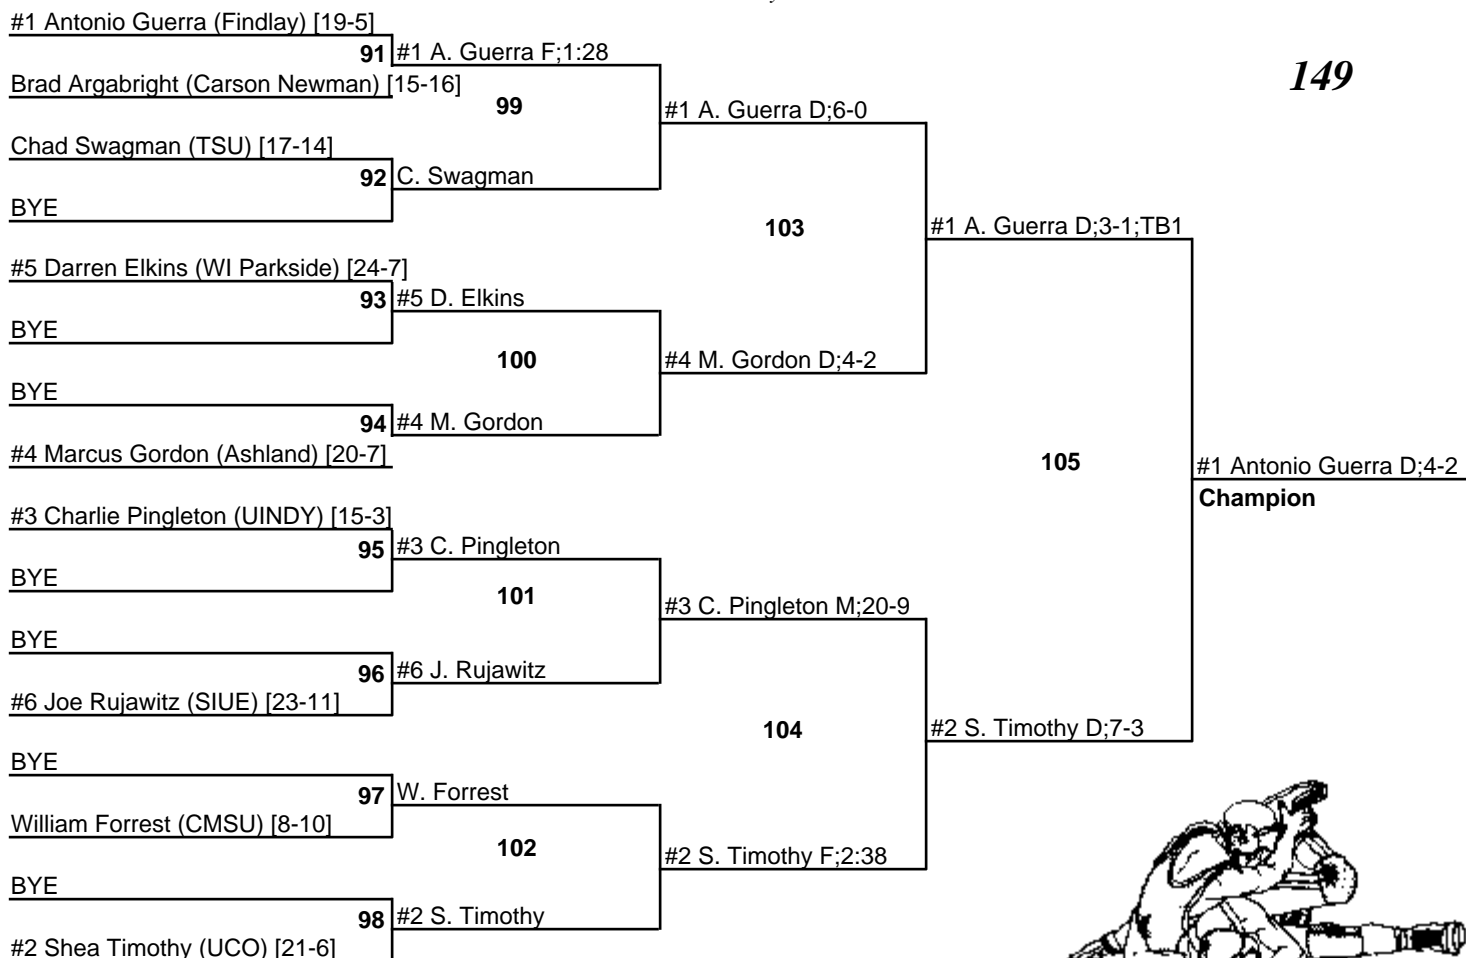 #1 Antonio Guerra (Findlay) [19-5]
91 #1 A. Guerra F;1:28
149
Brad Argabright (Carson Newman) [15-16]
99
#1 A. Guerra D;6-0
Chad Swagman (TSU) [17-14]
92 C. Swagman
BYE
103
#1 A. Guerra D;3-1;TB1
#5 Darren Elkins (WI Parkside) [24-7]
93 #5 D. Elkins
BYE
100
#4 M. Gordon D;4-2
BYE
94 #4 M. Gordon
#4 Marcus Gordon (Ashland) [20-7]
105
#1 Antonio Guerra D;4-2
Champion
#3 Charlie Pingleton (UINDY) [15-3]
95 #3 C. Pingleton
BYE
101
#3 C. Pingleton M;20-9
BYE
96 #6 J. Rujawitz
#6 Joe Rujawitz (SIUE) [23-11]
104
#2 S. Timothy D;7-3
BYE
97 W. Forrest
William Forrest (CMSU) [8-10]
102
#2 S. Timothy F;2:38
BYE
98 #2 S. Timothy
#2 Shea Timothy (UCO) [21-6]